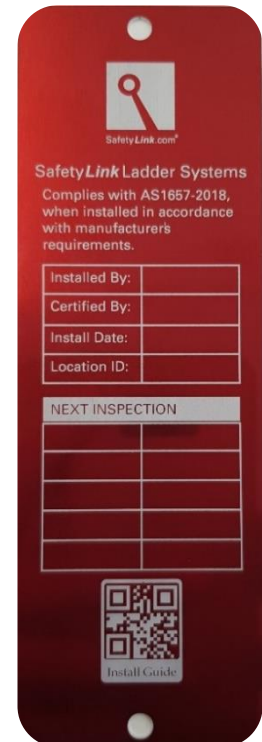 SafetyLink.com®
SafetyLink Ladder Systems
Complies with AS1657-2018,
when installed in accordance
with manufacturer's
requirements.
Installed By:
Certified By:
Install Date:
Location ID:
NEXT INSPECTION
Install Guide